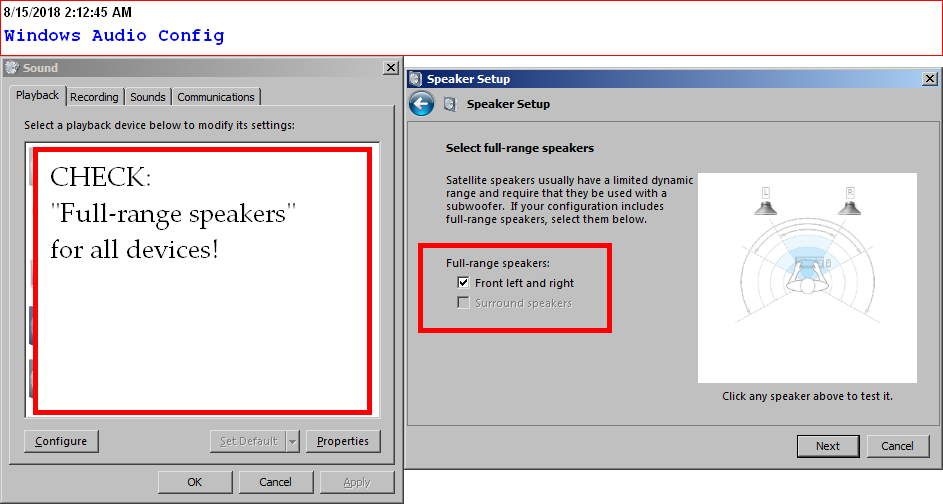 8/15/2018 2:12:45 AM
Windows Audio Config
Sound
Playback
Recording
Sounds
Communications
Select a playback device below to modify its settings:
CHECK:
"Full-range speakers"
for all devices!
Configure
Set Default
Properties
OK
Cancel
Apply
Speaker Setup
Speaker Setup
Select full-range speakers
Satellite speakers usually have a limited dynamic
range and require that they be used with a
subwoofer. If your configuration includes
full-range speakers, select them below.
Full-range speakers:
Front left and right
Surround speakers
L
R
Click any speaker above to test it.
Next
Cancel